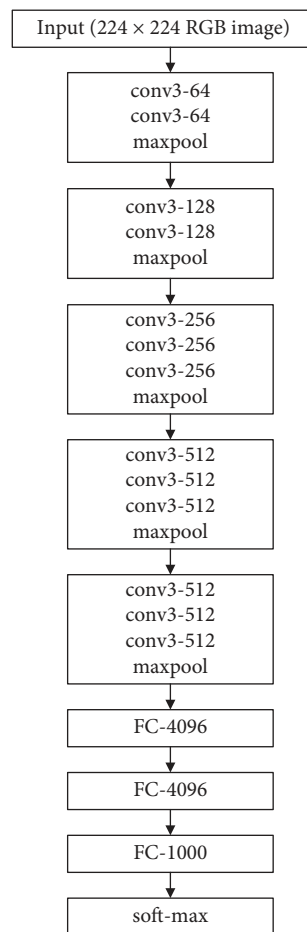 Input (224 × 224 RGB image)
conv3-64
conv3-64
maxpool
conv3-128
conv3-128
maxpool
conv3-256
conv3-256
conv3-256
maxpool
conv3-512
conv3-512
conv3-512
maxpool
conv3-512
conv3-512
conv3-512
maxpool
FC-4096
FC-4096
FC-1000
soft-max